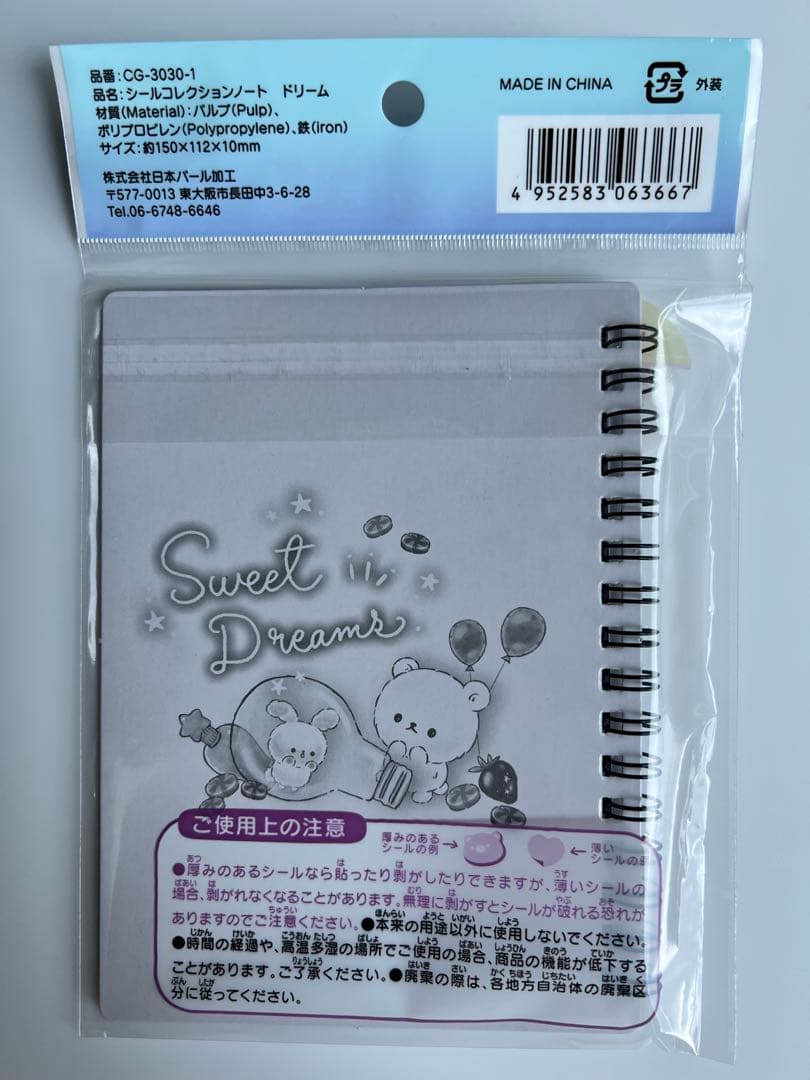 品番:CG-3030-1
品名:シールコレクションノート　ドリーム
材質(Material):パルプ(Pulp)、
ポリプロピレン(Polypropylene)、鉄(iron)
サイズ:約150×112×10mm
株式会社日本パール加工
〒577-0013 東大阪市長田中3-6-28
Tel.06-6748-6646
MADE IN CHINA
プラ
外装
4 952583 063667
Sweet
Dreams
ご使用上の注意
厚みのある
シールの例
薄い
シールの例
●厚みのあるシールなら貼ったり剥がしたりできますが、薄いシールの
場合、剥がれなくなることがあります。無理に剥がすとシールが破れる恐れが
ありますのでご注意ください。●本来の用途以外に使用しないでください。
●時間の経過や、高温多湿の場所でご使用の場合、商品の機能が低下する
ことがあります。ご了承ください。●廃棄の際は、各地方自治体の廃棄区
分に従ってください。